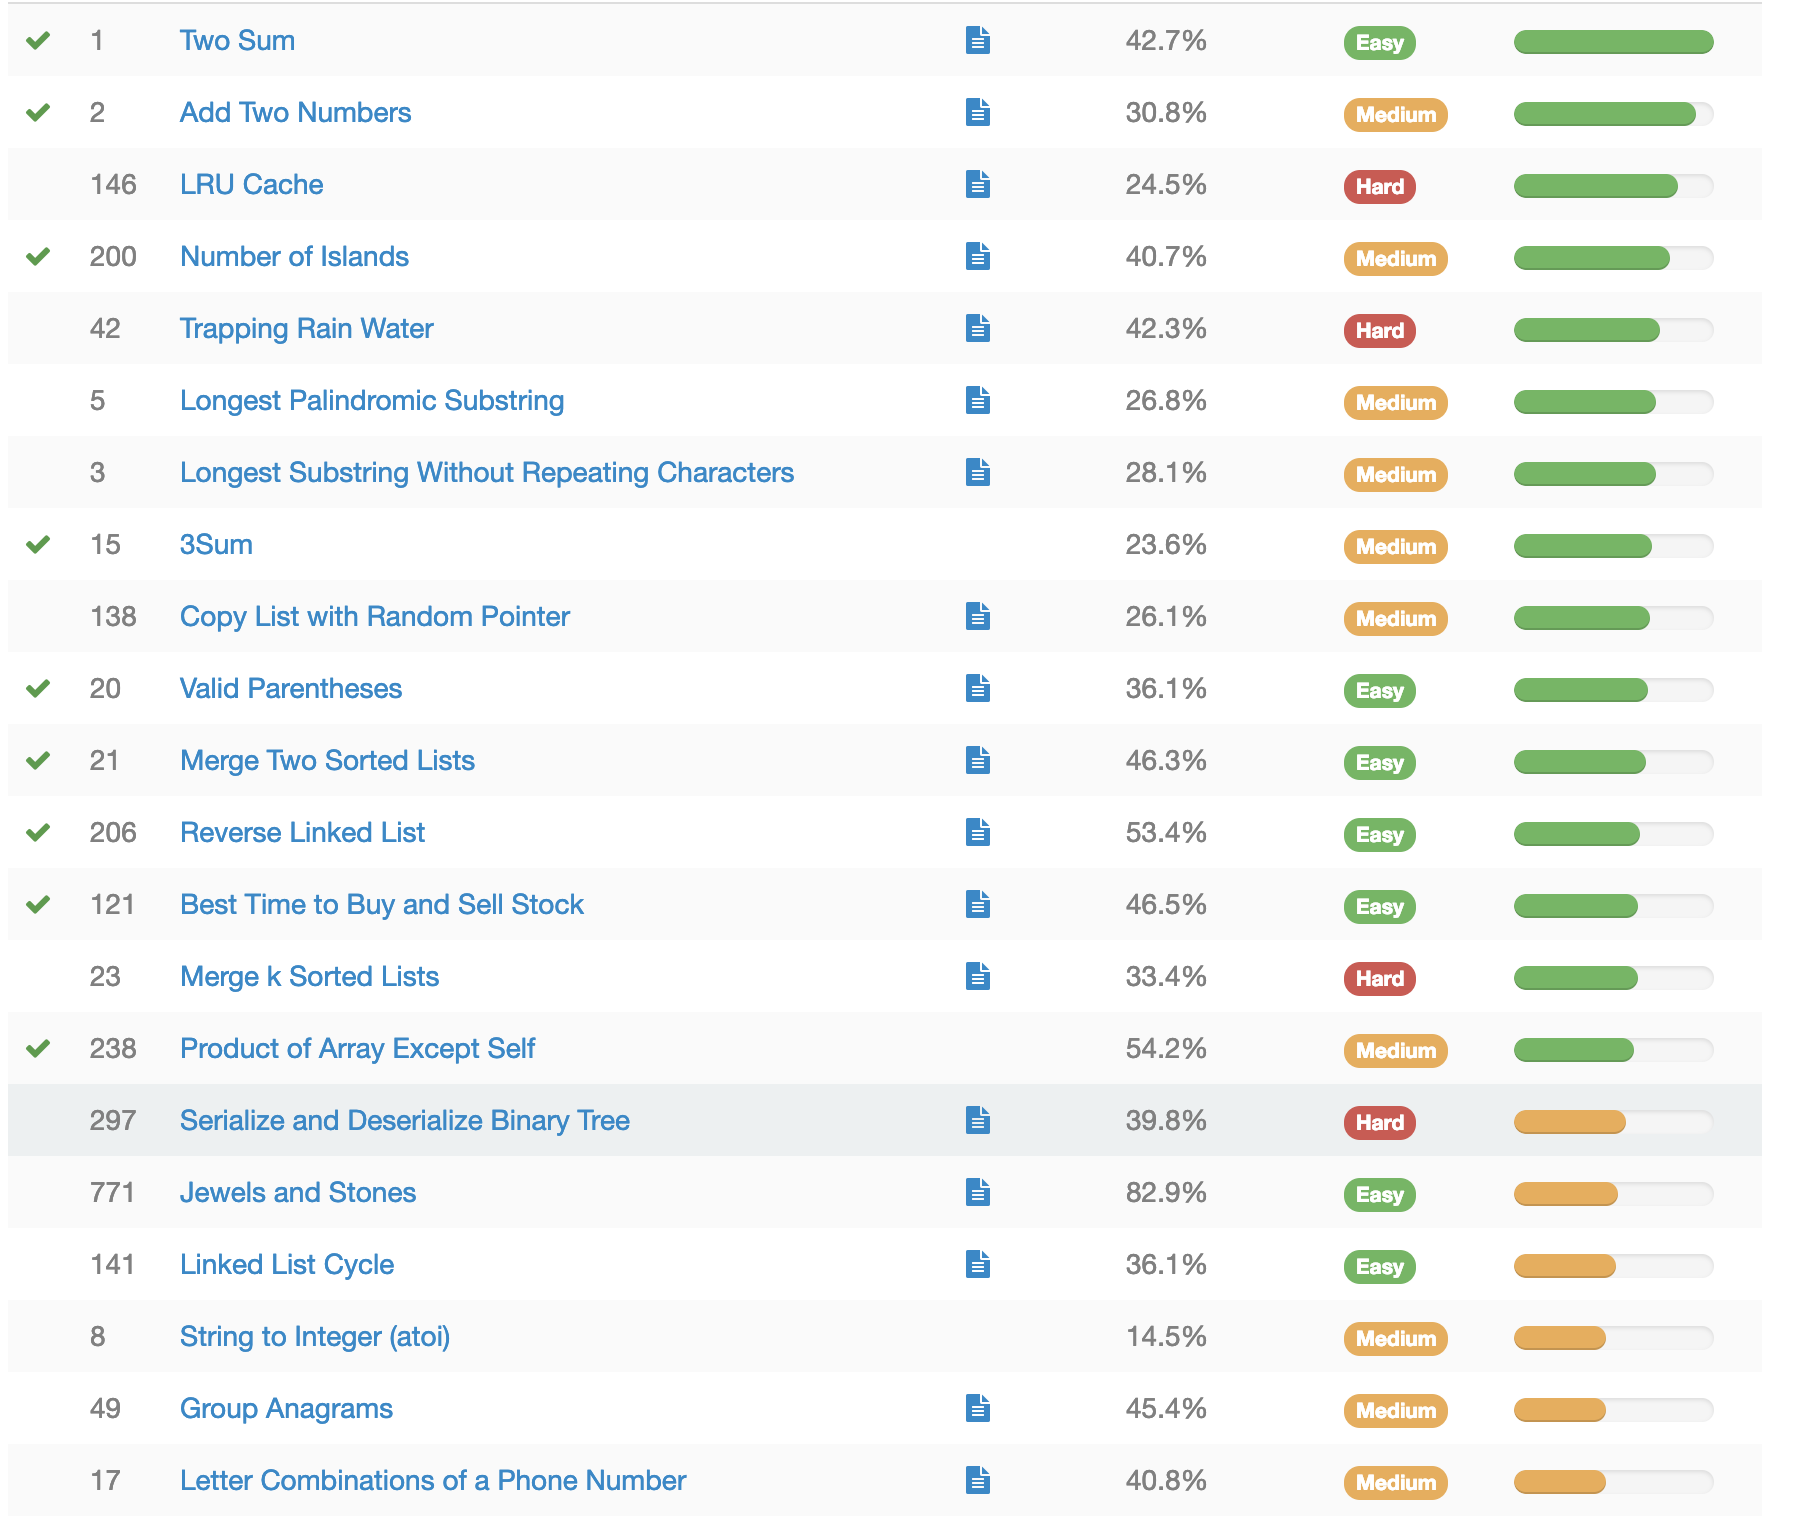 1 Two Sum 42.7% Easy
2 Add Two Numbers 30.8% Medium
146 LRU Cache 24.5% Hard
200 Number of Islands 40.7% Medium
42 Trapping Rain Water 42.3% Hard
5 Longest Palindromic Substring 26.8% Medium
3 Longest Substring Without Repeating Characters 28.1% Medium
15 3Sum 23.6% Medium
138 Copy List with Random Pointer 26.1% Medium
20 Valid Parentheses 36.1% Easy
21 Merge Two Sorted Lists 46.3% Easy
206 Reverse Linked List 53.4% Easy
121 Best Time to Buy and Sell Stock 46.5% Easy
23 Merge k Sorted Lists 33.4% Hard
238 Product of Array Except Self 54.2% Medium
297 Serialize and Deserialize Binary Tree 39.8% Hard
771 Jewels and Stones 82.9% Easy
141 Linked List Cycle 36.1% Easy
8 String to Integer (atoi) 14.5% Medium
49 Group Anagrams 45.4% Medium
17 Letter Combinations of a Phone Number 40.8% Medium